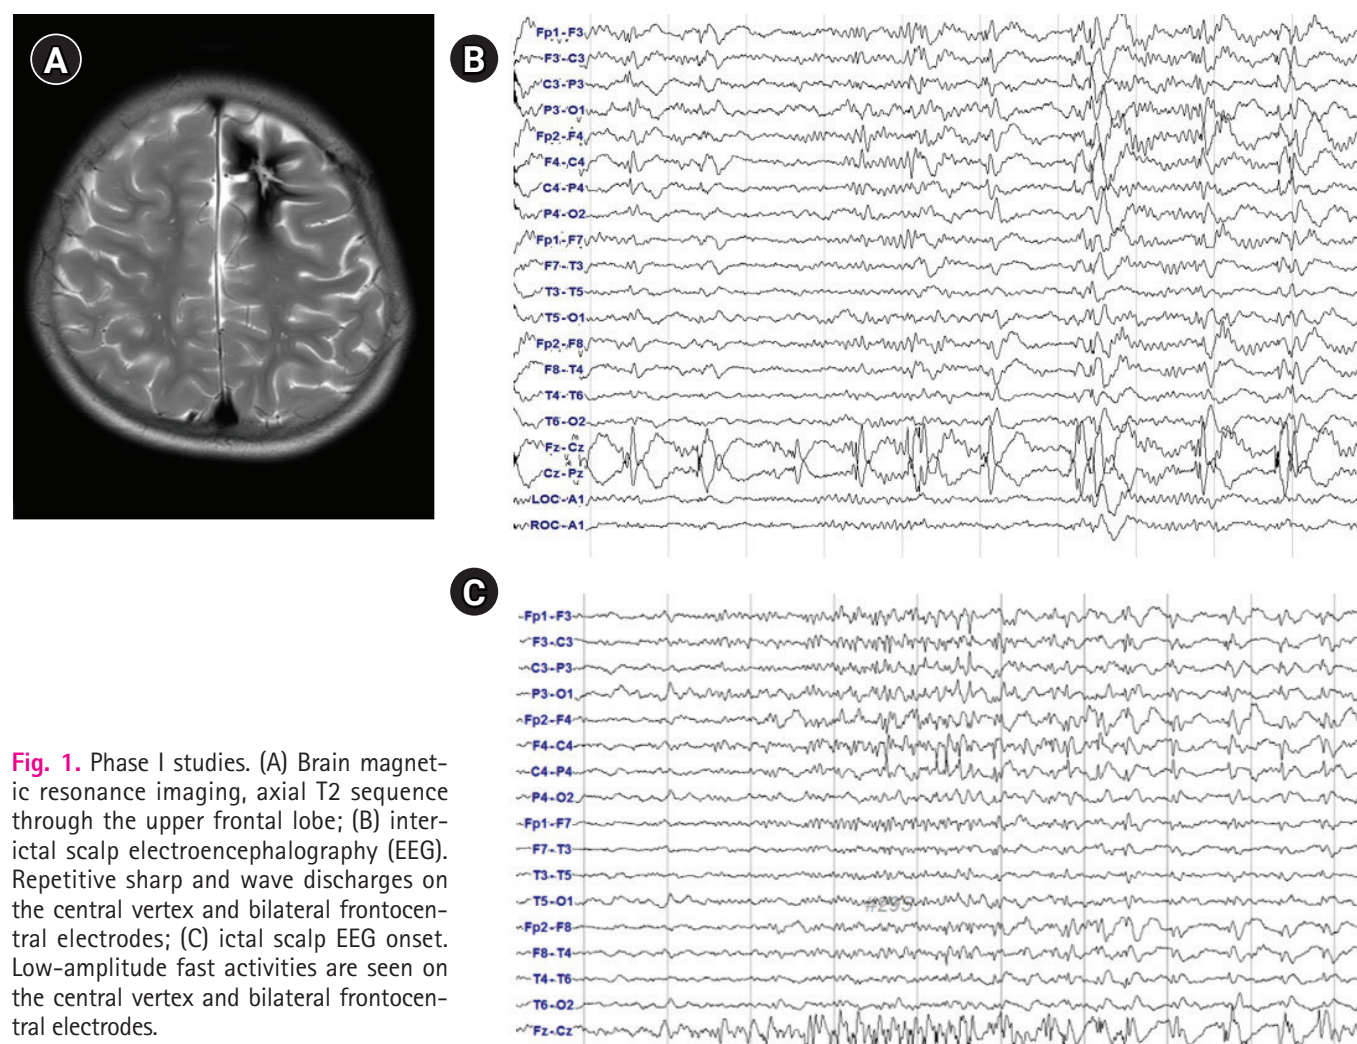 A
B
Fp1-F3
F3-C3
C3-P3
P3-O1
Fp2-F4
F4-C4
C4-P4
P4-O2
Fp1-F7
F7-T3
T3-T5
T5-O1
Fp2-F8
F8-T4
T4-T6
T6-O2
Fz-Cz
Cz-Pz
LOC-A1
ROC-A1
C
Fp1-F3
F3-C3
C3-P3
P3-O1
Fp2-F4
F4-C4
C4-P4
P4-O2
Fp1-F7
F7-T3
T3-T5
T5-O1
#293
Fp2-F8
F8-T4
T4-T6
T6-O2
Fz-Cz
Fig. 1. Phase I studies. (A) Brain magnet-
ic resonance imaging, axial T2 sequence
through the upper frontal lobe; (B) inter-
ictal scalp electroencephalography (EEG).
Repetitive sharp and wave discharges on
the central vertex and bilateral frontocen-
tral electrodes; (C) ictal scalp EEG onset.
Low-amplitude fast activities are seen on
the central vertex and bilateral frontocen-
tral electrodes.